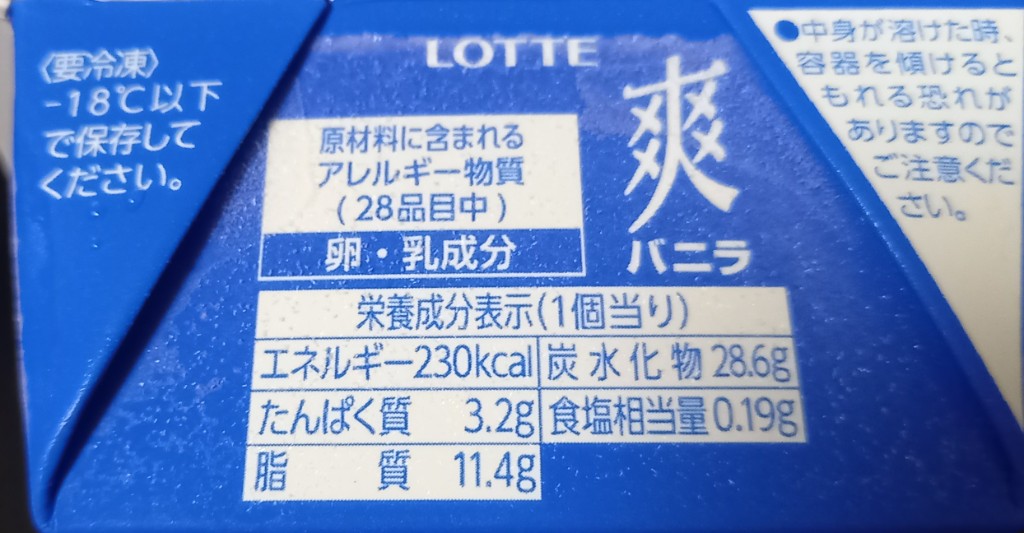 〈要冷凍〉
-18℃以下
で保存して
ください。
LOTTE
爽
バニラ
原材料に含まれる
アレルギー物質
(28品目中)
卵・乳成分
栄養成分表示(1個当り)
エネルギー230kcal 炭水化物 28.6g
たんぱく質 3.2g 食塩相当量 0.19g
脂質 11.4g
●中身が溶けた時、
容器を傾けると
もれる恐れが
ありますので
ご注意くだ
さい。